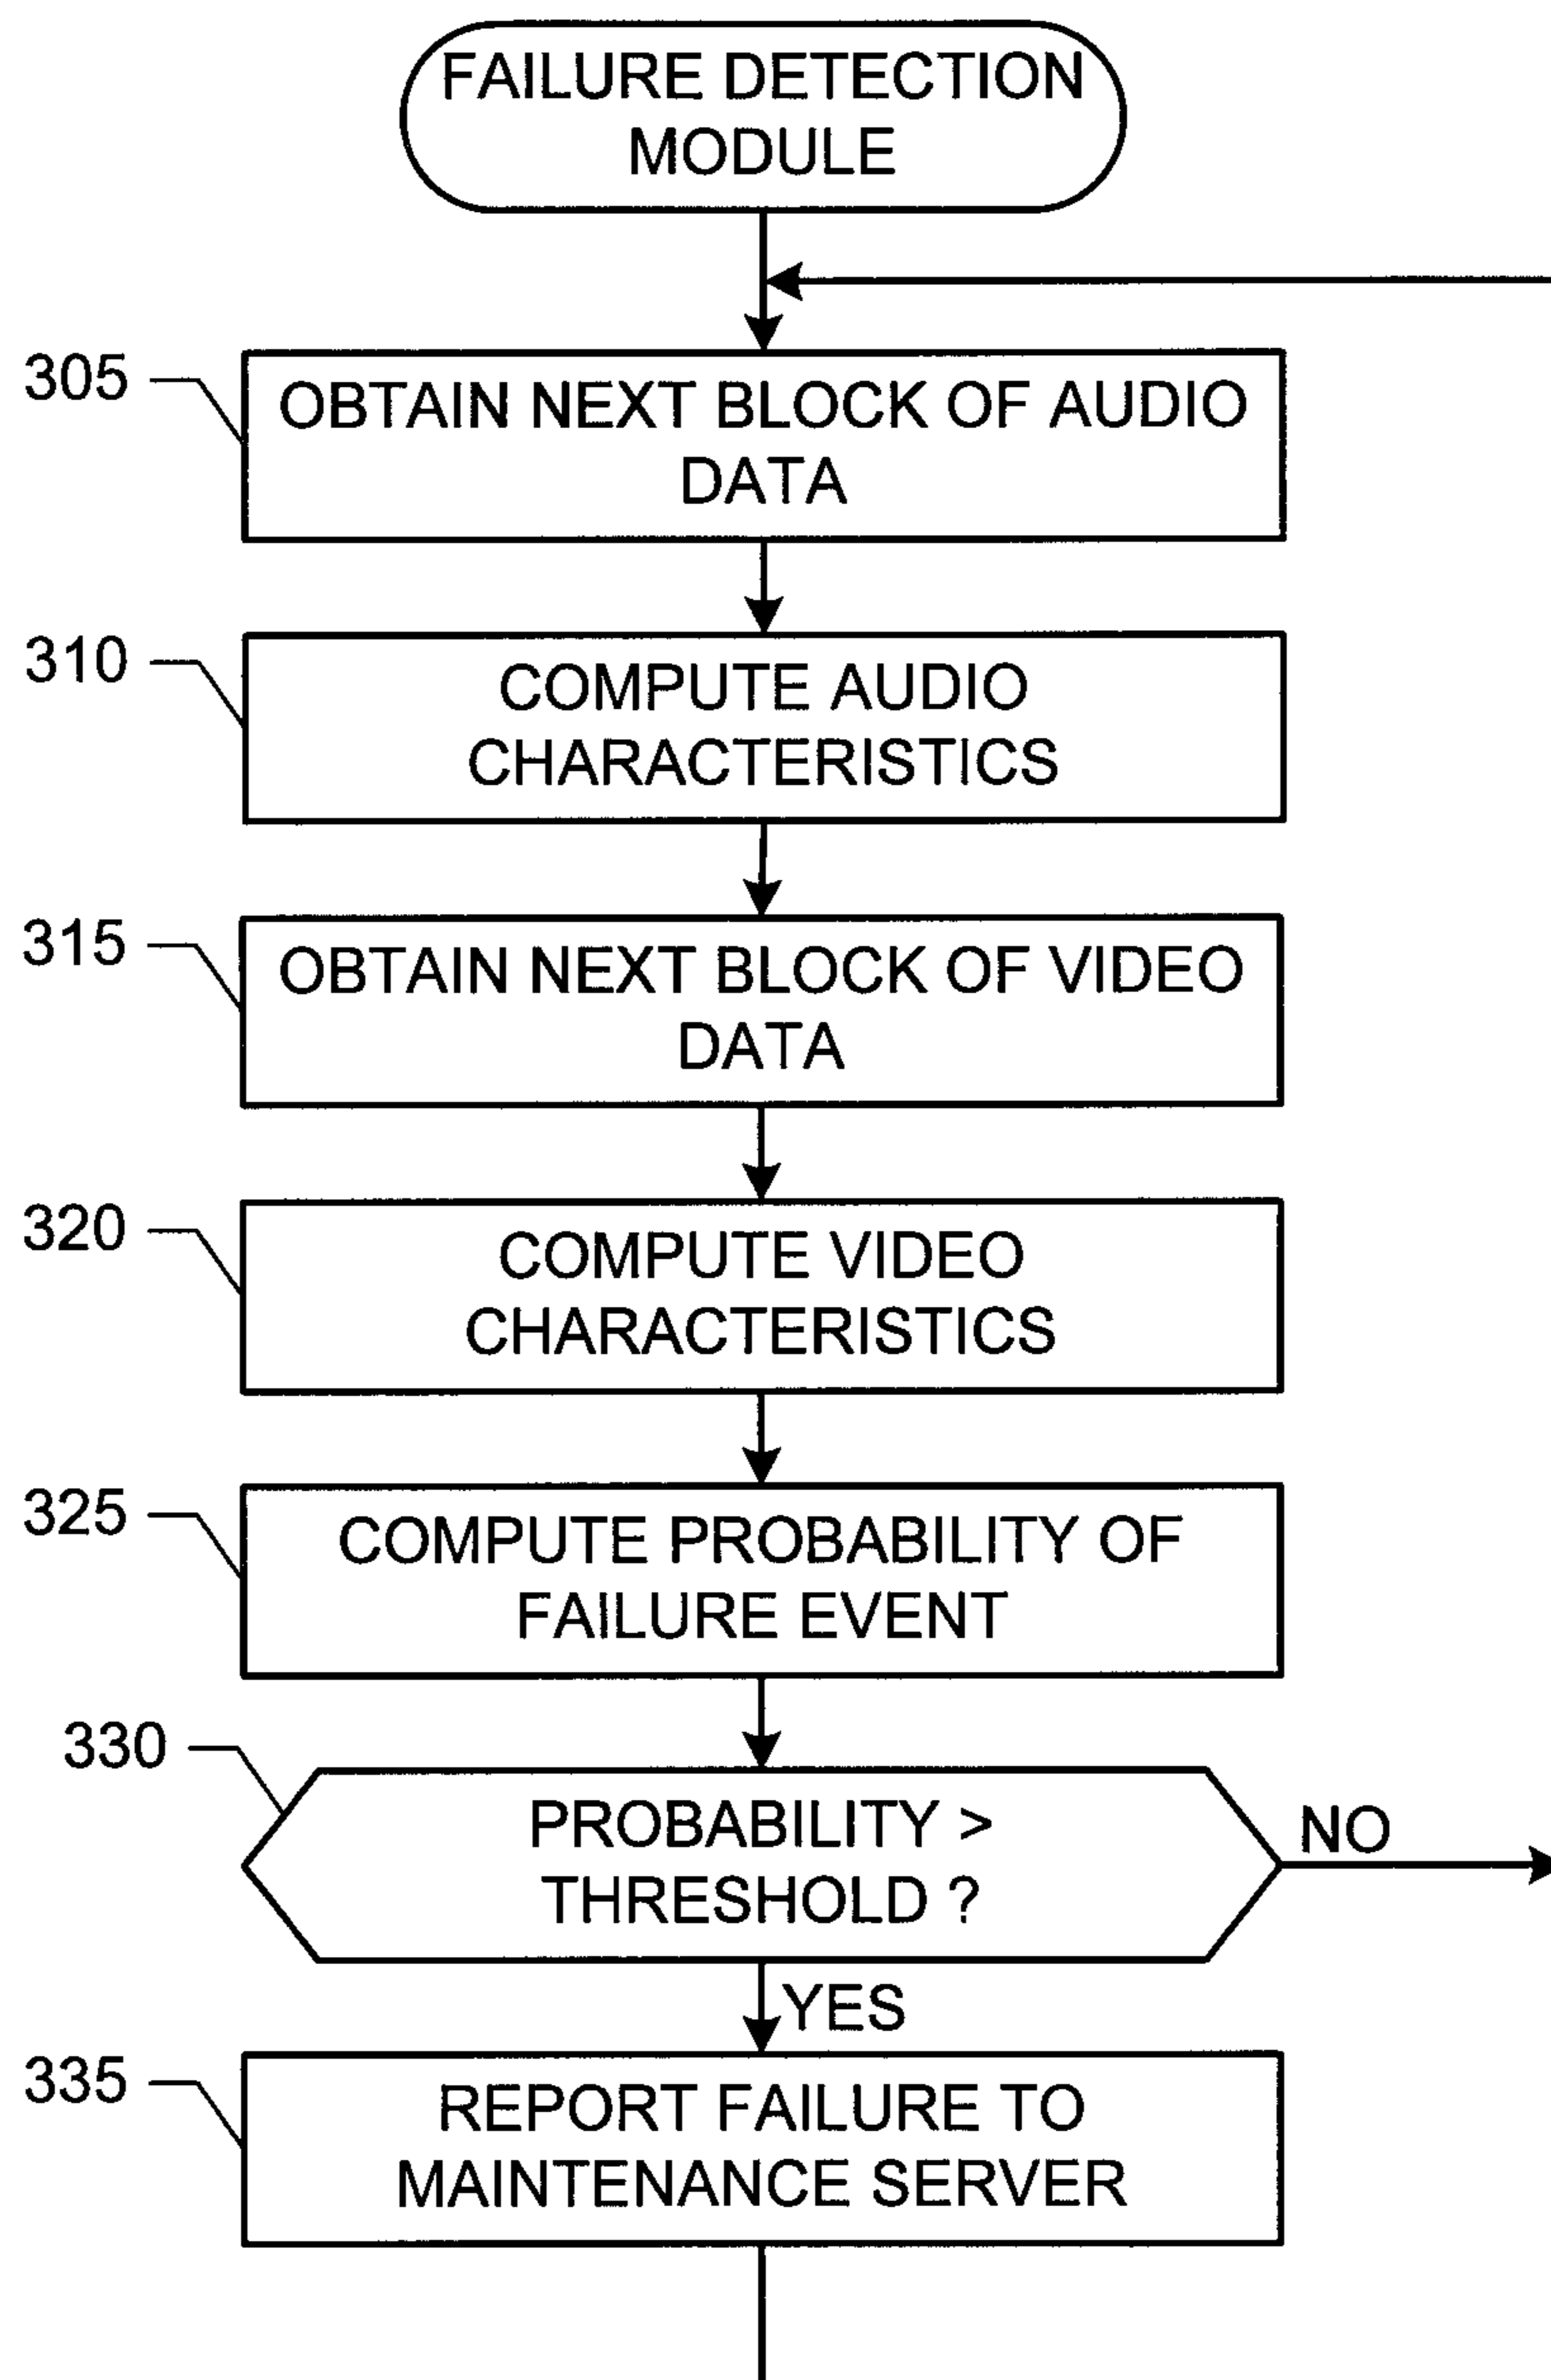 FAILURE DETECTION
MODULE
305
OBTAIN NEXT BLOCK OF AUDIO
DATA
310
COMPUTE AUDIO
CHARACTERISTICS
315
OBTAIN NEXT BLOCK OF VIDEO
DATA
320
COMPUTE VIDEO
CHARACTERISTICS
325
COMPUTE PROBABILITY OF
FAILURE EVENT
330
PROBABILITY >
THRESHOLD ?
NO
YES
335
REPORT FAILURE TO
MAINTENANCE SERVER